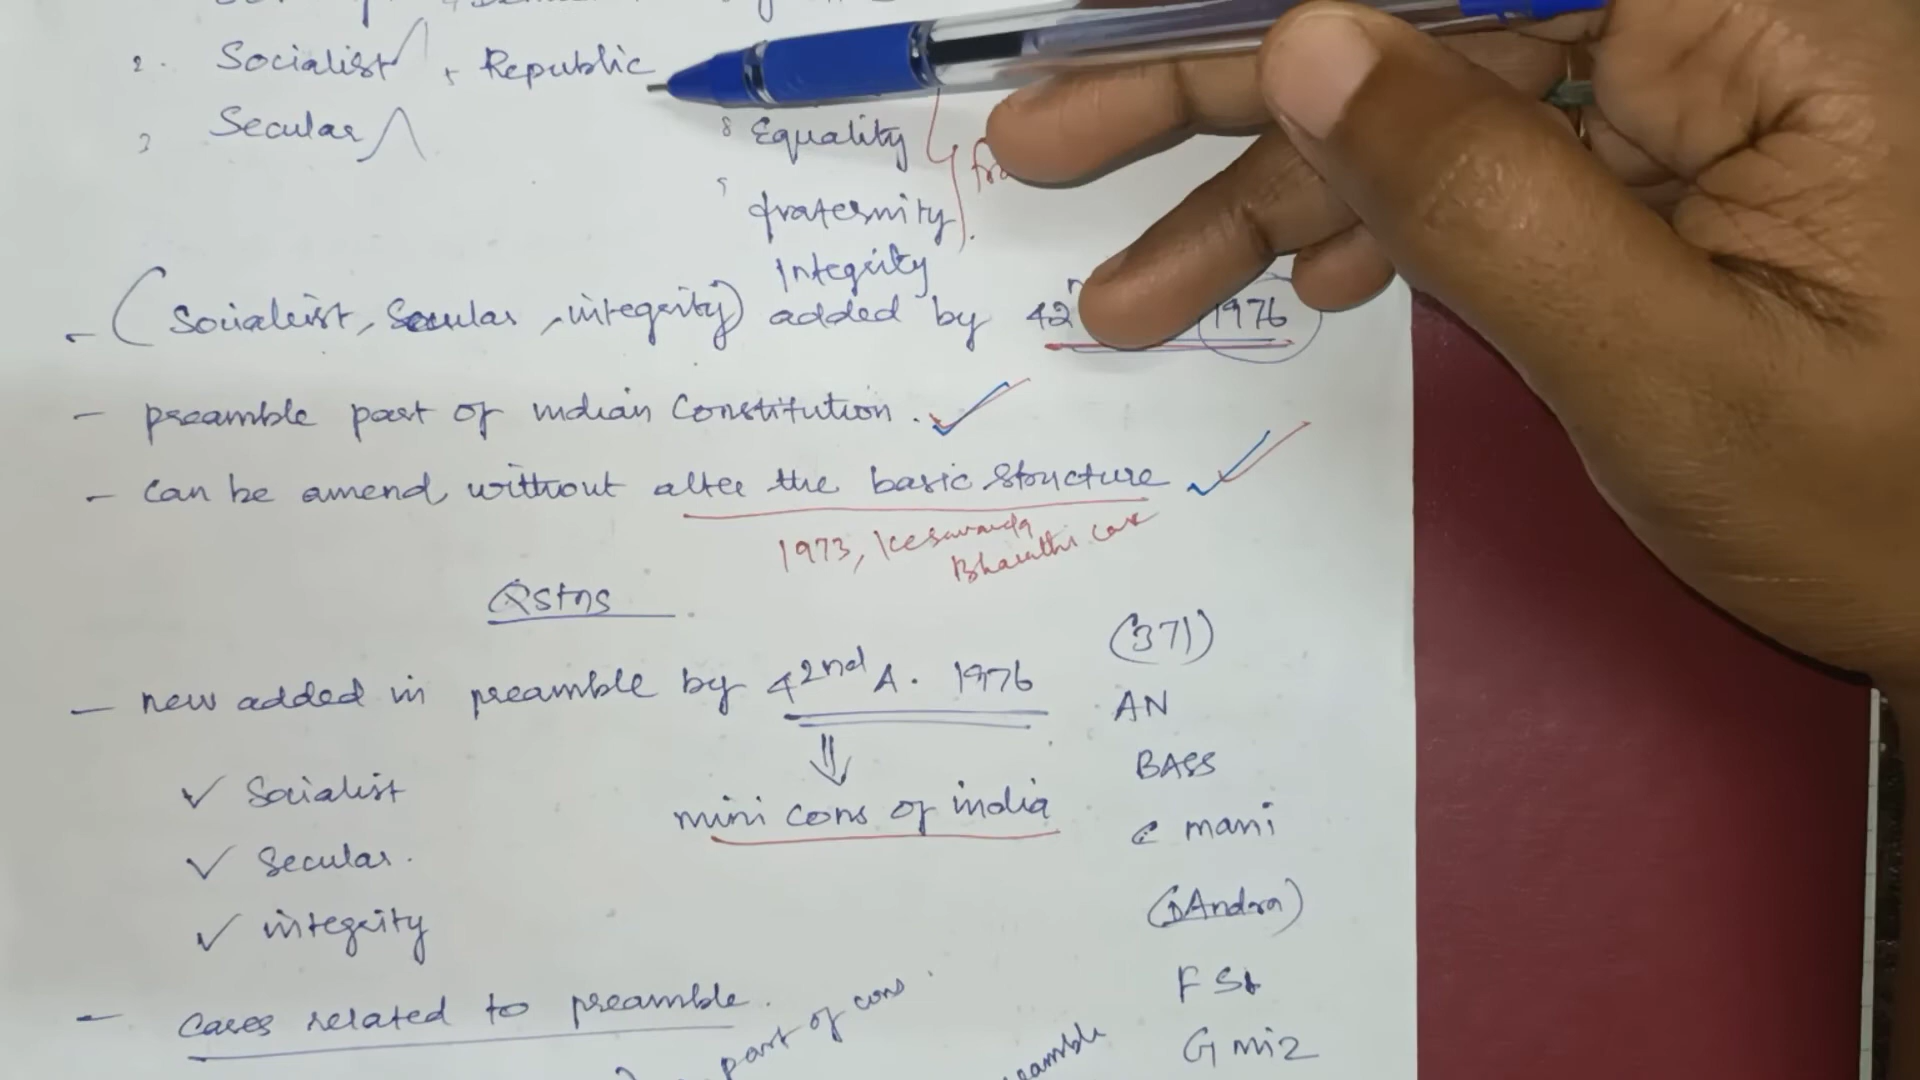 2. Socialist 5 Republic
3 Secular
8 Equality
fraternity
Integrity
- (Socialist, Secular, integrity) added by 42 1976
- preamble part of indian Constitution.
- can be amend without alter the basic structure
1973, Kesavanda
Bharathi case
Qstns
(371)
- new added in preamble by 42nd A. 1976
AN
BASS
✓ Socialist
mini cons of india
c mani
✓ Secular.
(D Andra)
✓ integrity
F S
- cases related to preamble.
part of cons
G miz